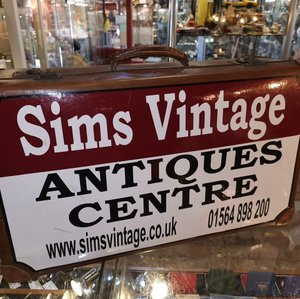 Sims Vintage
ANTIQUES
CENTRE
www.simsvintage.co.uk 01564 898 200